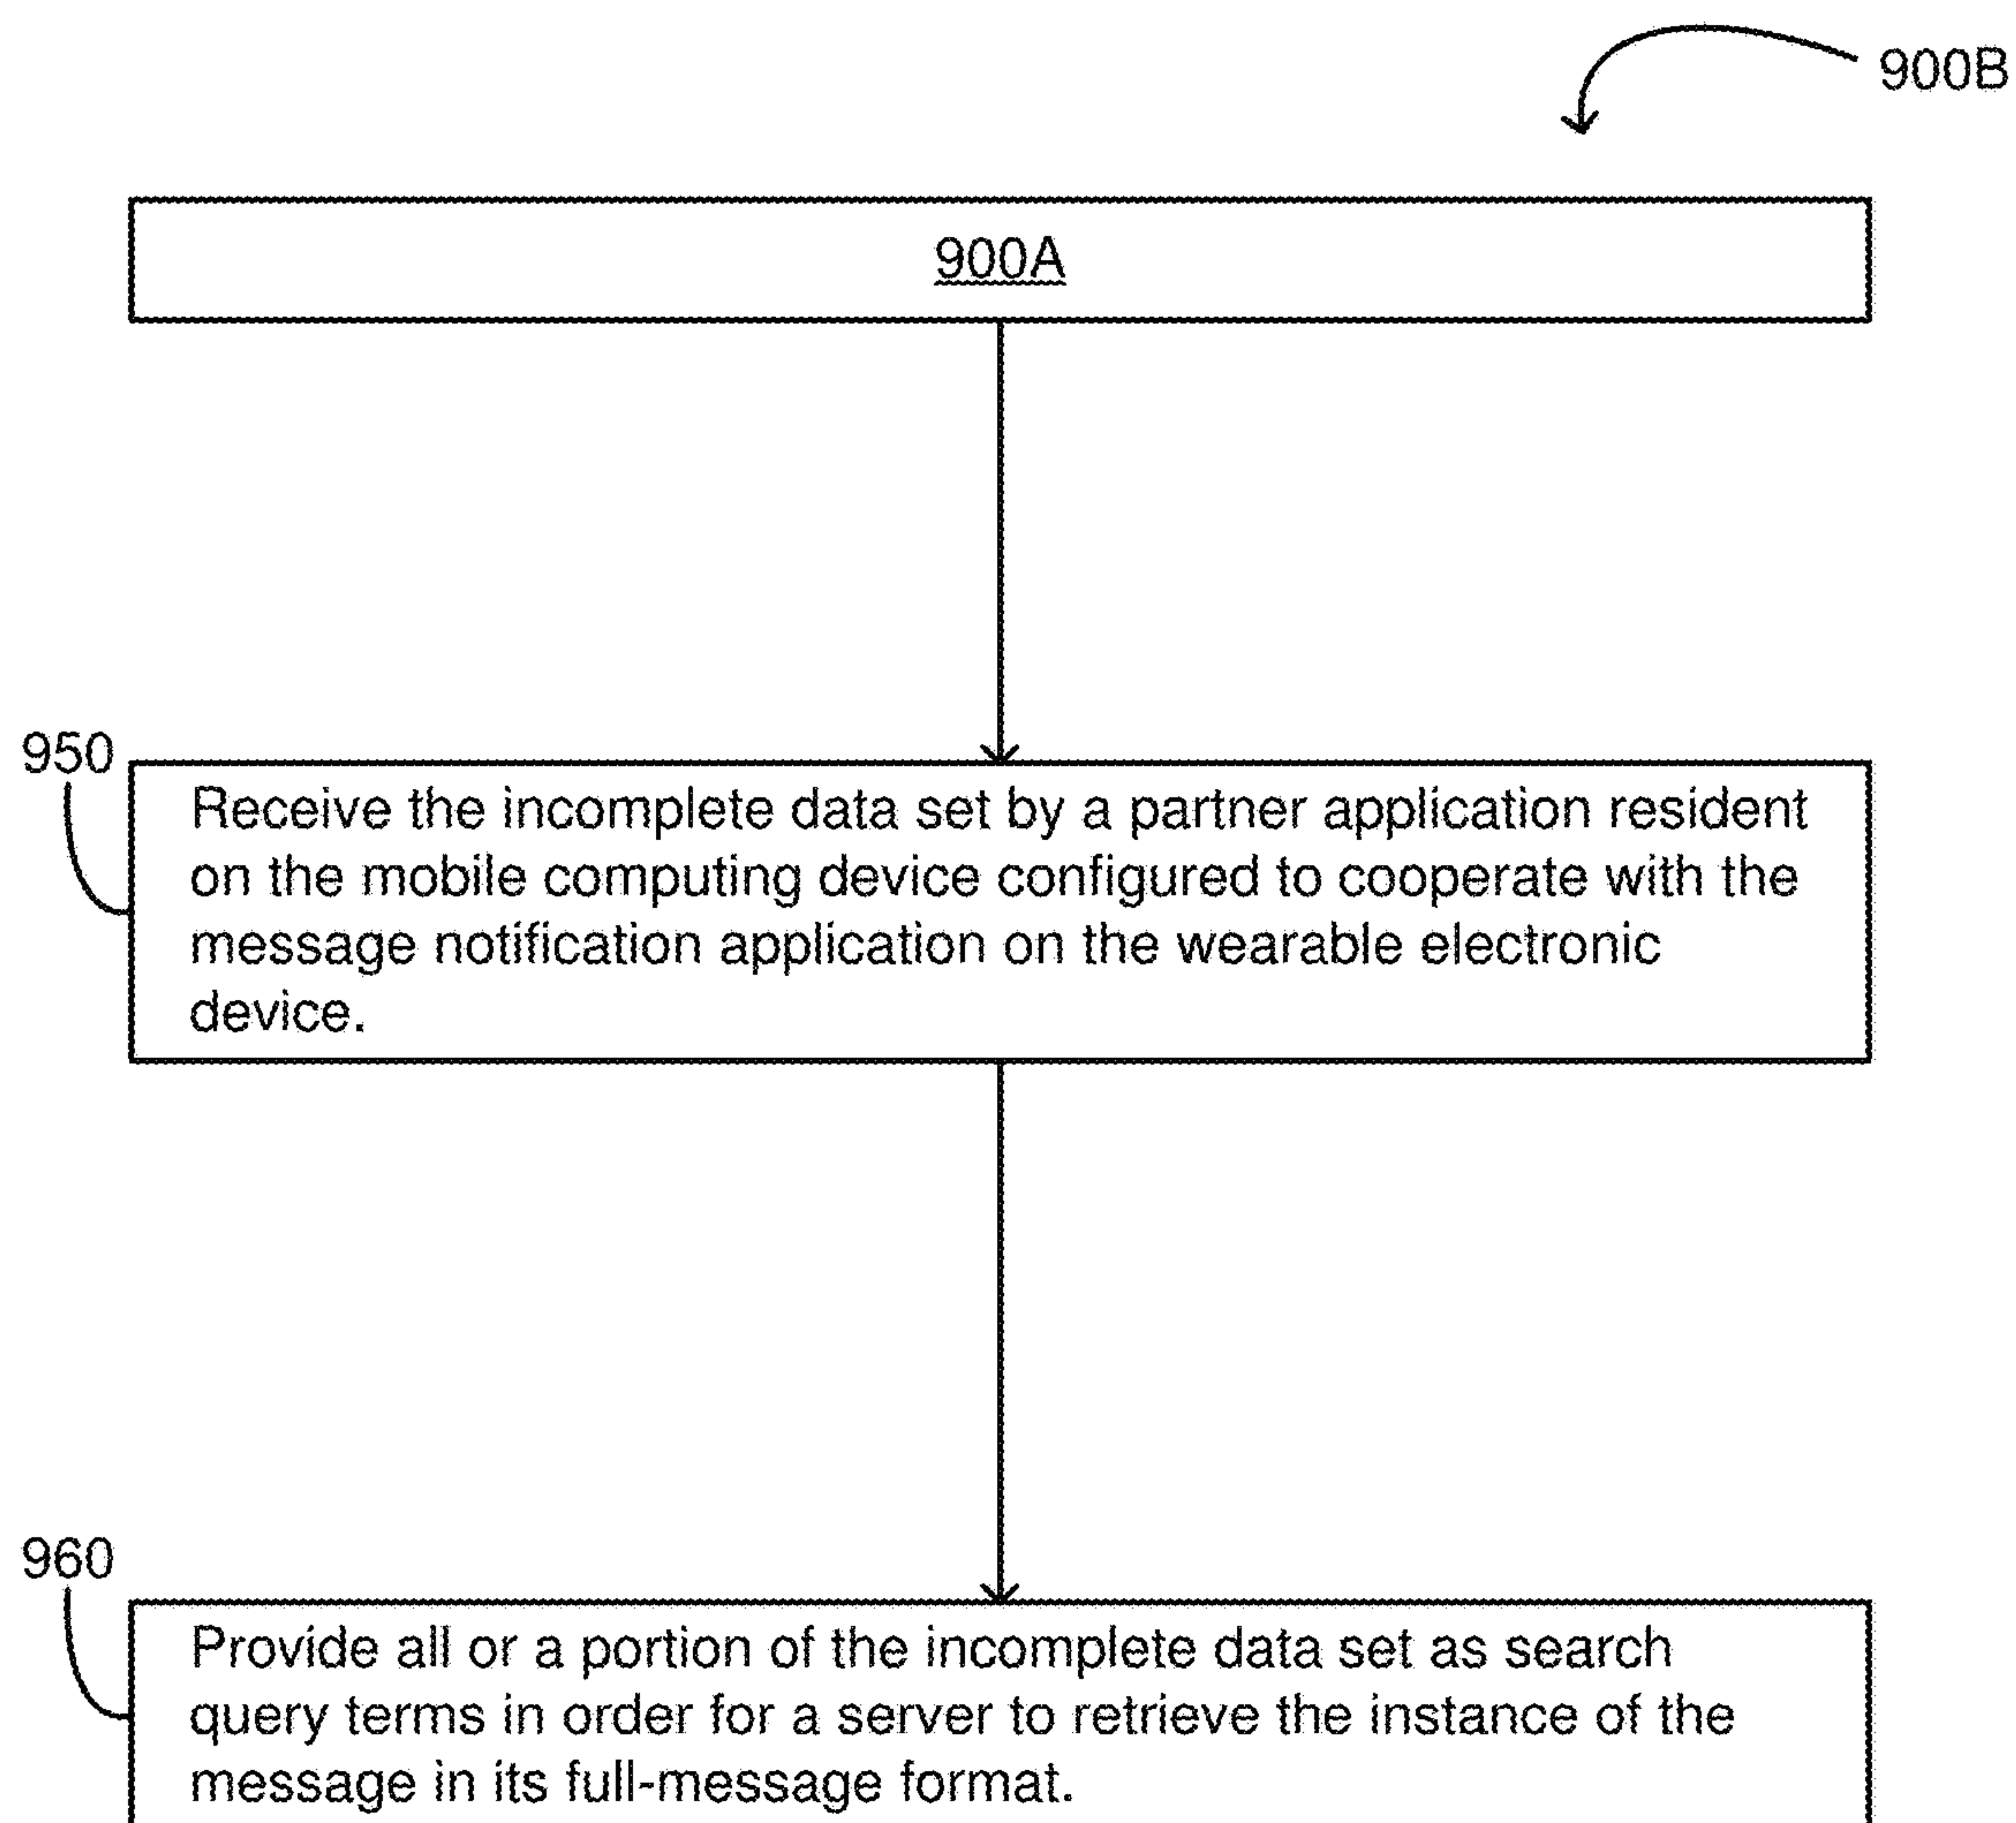 900B
900A
950
Receive the incomplete data set by a partner application resident
on the mobile computing device configured to cooperate with the
message notification application on the wearable electronic
device.
960
Provide all or a portion of the incomplete data set as search
query terms in order for a server to retrieve the instance of the
message in its full-message format.